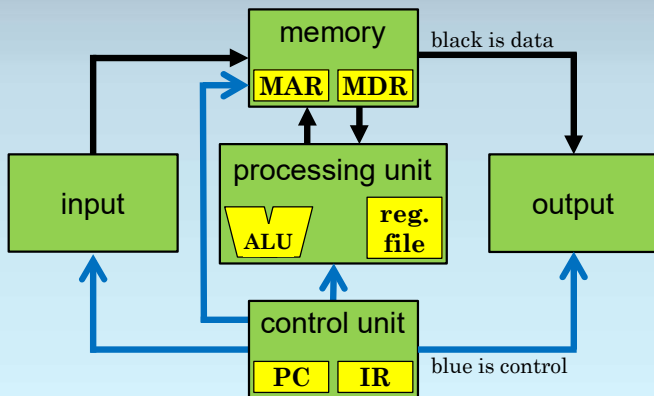 memory
MAR MDR
black is data
input
processing unit
ALU
reg.
file
output
control unit
PC IR
blue is control